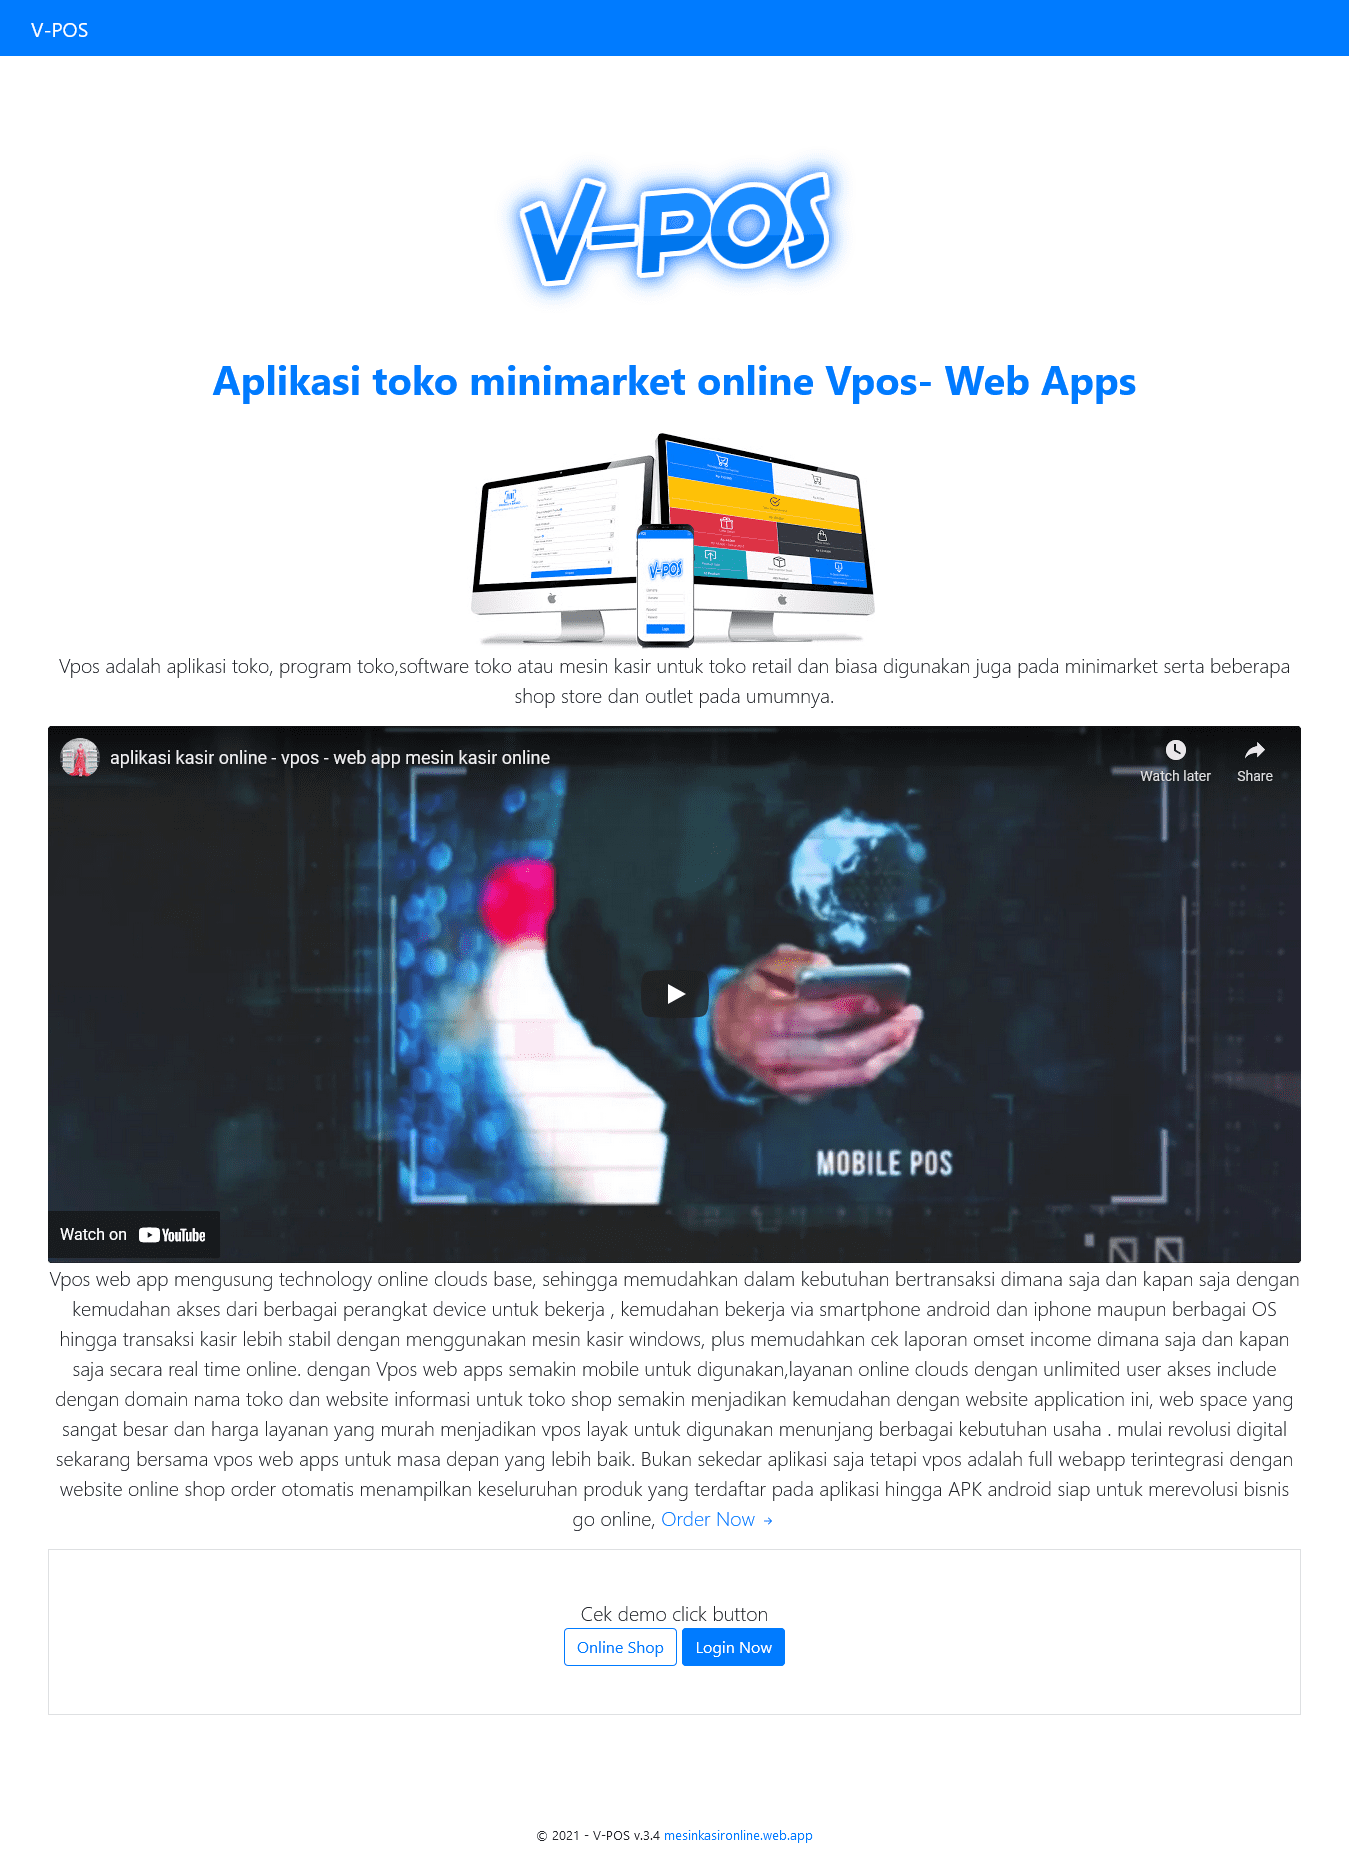 V-POS
V-POS
Aplikasi toko minimarket online Vpos- Web Apps
V-POS
Login
Vpos adalah aplikasi toko, program toko,software toko atau mesin kasir untuk toko retail dan biasa digunakan juga pada minimarket serta beberapa
shop store dan outlet pada umumnya.
aplikasi kasir online - vpos - web app mesin kasir online
Watch later
Share
MOBILE POS
Watch on YouTube
Vpos web app mengusung technology online clouds base, sehingga memudahkan dalam kebutuhan bertransaksi dimana saja dan kapan saja dengan
kemudahan akses dari berbagai perangkat device untuk bekerja , kemudahan bekerja via smartphone android dan iphone maupun berbagai OS
hingga transaksi kasir lebih stabil dengan menggunakan mesin kasir windows, plus memudahkan cek laporan omset income dimana saja dan kapan
saja secara real time online. dengan Vpos web apps semakin mobile untuk digunakan,layanan online clouds dengan unlimited user akses include
dengan domain nama toko dan website informasi untuk toko shop semakin menjadikan kemudahan dengan website application ini, web space yang
sangat besar dan harga layanan yang murah menjadikan vpos layak untuk digunakan menunjang berbagai kebutuhan usaha . mulai revolusi digital
sekarang bersama vpos web apps untuk masa depan yang lebih baik. Bukan sekedar aplikasi saja tetapi vpos adalah full webapp terintegrasi dengan
website online shop order otomatis menampilkan keseluruhan produk yang terdaftar pada aplikasi hingga APK android siap untuk merevolusi bisnis
go online, Order Now →
Cek demo click button
Online Shop Login Now
© 2021 - V-POS v.3.4 mesinkasironline.web.app